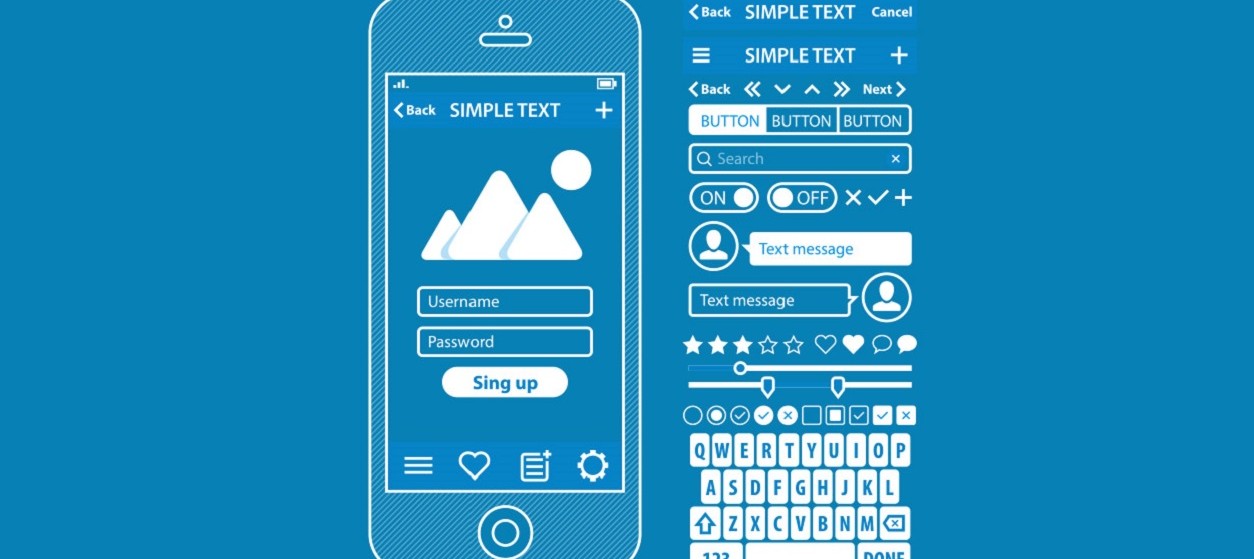 Back SIMPLE TEXT
Username
Password
Sing up
Back SIMPLE TEXT Cancel
SIMPLE TEXT
Back Next
BUTTON BUTTON BUTTON
Search
ON OFF
Text message
Text message
Q W E R T Y U I O P
A S D F G H J K L
Z X C V B N M
123 DONE